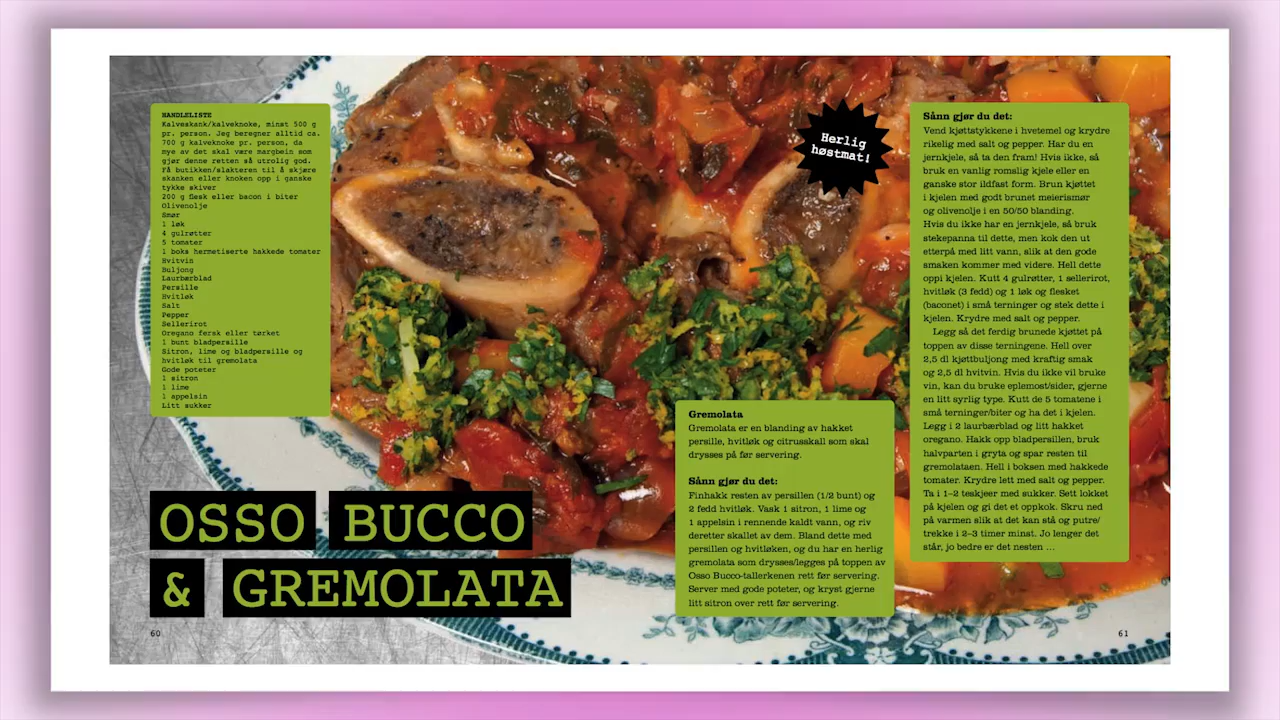 HANDLELISTE
Kalveskank/kalveknoke, minst 500 g
pr. person. Jeg beregner alltid ca.
700 g kalveknoke pr. person, da
mye av det skal være margbein som
gjør denne retten så utrolig god.
Få butikken/slakteren til å skjære
skanken eller knoken opp i ganske
tykke skiver
200 g flesk eller bacon i biter
Olivenolje
Smør
1 løk
4 gulrøtter
5 tomater
1 boks hermetiserte hakkede tomater
Hvitvin
Buljong
Laurbærblad
Persille
Hvitløk
Salt
Pepper
Sellerirot
Oregano fersk eller tørket
1 bunt bladpersille
Sitron, lime og bladpersille og
hvitløk til gremolata
Gode poteter
1 sitron
1 lime
1 appelsin
Litt sukker
OSSO BUCCO
& GREMOLATA
60
Gremolata
Gremolata er en blanding av hakket
persille, hvitløk og citrusskall som skal
drysses på før servering.
Sånn gjør du det:
Finhakk resten av persillen (1/2 bunt) og
2 fedd hvitløk. Vask 1 sitron, 1 lime og
1 appelsin i rennende kaldt vann, og riv
deretter skallet av dem. Bland dette med
persillen og hvitløken, og du har en herlig
gremolata som drysses/legges på toppen av
Osso Bucco-tallerkenen rett før servering.
Server med gode poteter, og kryst gjerne
litt sitron over rett før servering.
Herlig
høstmat!
Sånn gjør du det:
Vend kjøttstykkene i hvetemel og krydre
rikelig med salt og pepper. Har du en
jernkjele, så ta den fram! Hvis ikke, så
bruk en vanlig romslig kjele eller en
ganske stor ildfast form. Brun kjøttet
i kjelen med godt brunet meierismør
og olivenolje i en 50/50 blanding.
Hvis du ikke har en jernkjele, så bruk
stekepanna til dette, men kok den ut
etterpå med litt vann, slik at den gode
smaken kommer med videre. Hell dette
oppi kjelen. Kutt 4 gulrøtter, 1 sellerirot,
hvitløk (3 fedd) og 1 løk og flesket
(baconet) i små terninger og stek dette i
kjelen. Krydre med salt og pepper.
Legg så det ferdig brunede kjøttet på
toppen av disse terningene. Hell over
2,5 dl kjøttbuljong med kraftig smak
og 2,5 dl hvitvin. Hvis du ikke vil bruke
vin, kan du bruke eplemost/sider, gjerne
en litt syrlig type. Kutt de 5 tomatene i
små terninger/biter og ha det i kjelen.
Legg i 2 laurbærblad og litt hakket
oregano. Hakk opp bladpersillen, bruk
halvparten i gryta og spar resten til
gremolataen. Hell i boksen med hakkede
tomater. Krydre lett med salt og pepper.
Ta i 1–2 teskjeer med sukker. Sett lokket
på kjelen og gi det et oppkok. Skru ned
på varmen slik at det kan stå og putre/
trekke i 2–3 timer minst. Jo lenger det
står, jo bedre er det nesten ...
61